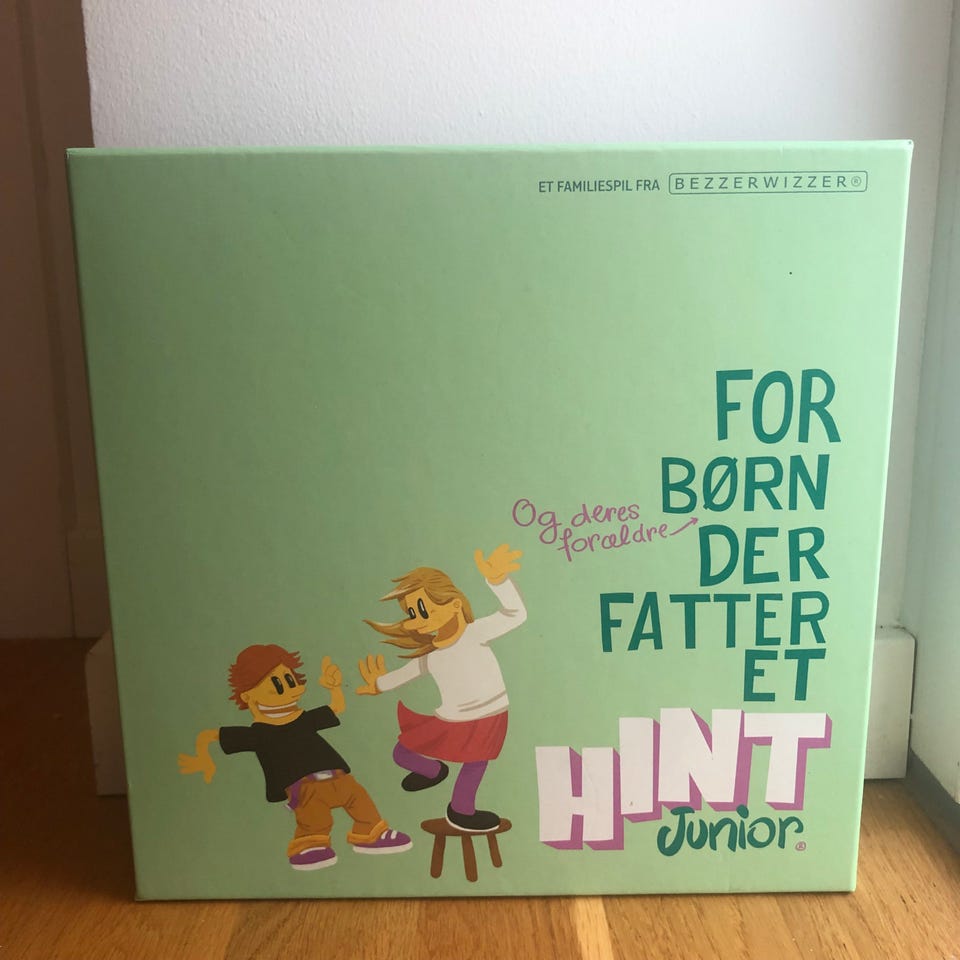 ET FAMILIESPIL FRA BEZZERWIZZER®
FOR
BØRN
Og deres
forældre
DER
FATTER
ET
HINT
Junior®